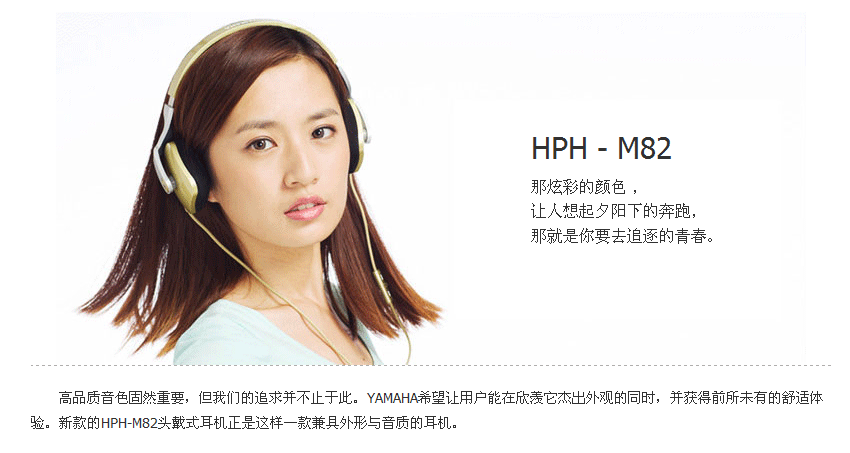 HPH - M82
那炫彩的颜色 ，
让人想起夕阳下的奔跑，
那就是你要去追逐的青春。
高品质音色固然重要，但我们的追求并不止于此。YAMAHA希望让用户能在欣羡它杰出外观的同时，并获得前所未有的舒适体
验。新款的HPH-M82头戴式耳机正是这样一款兼具外形与音质的耳机。